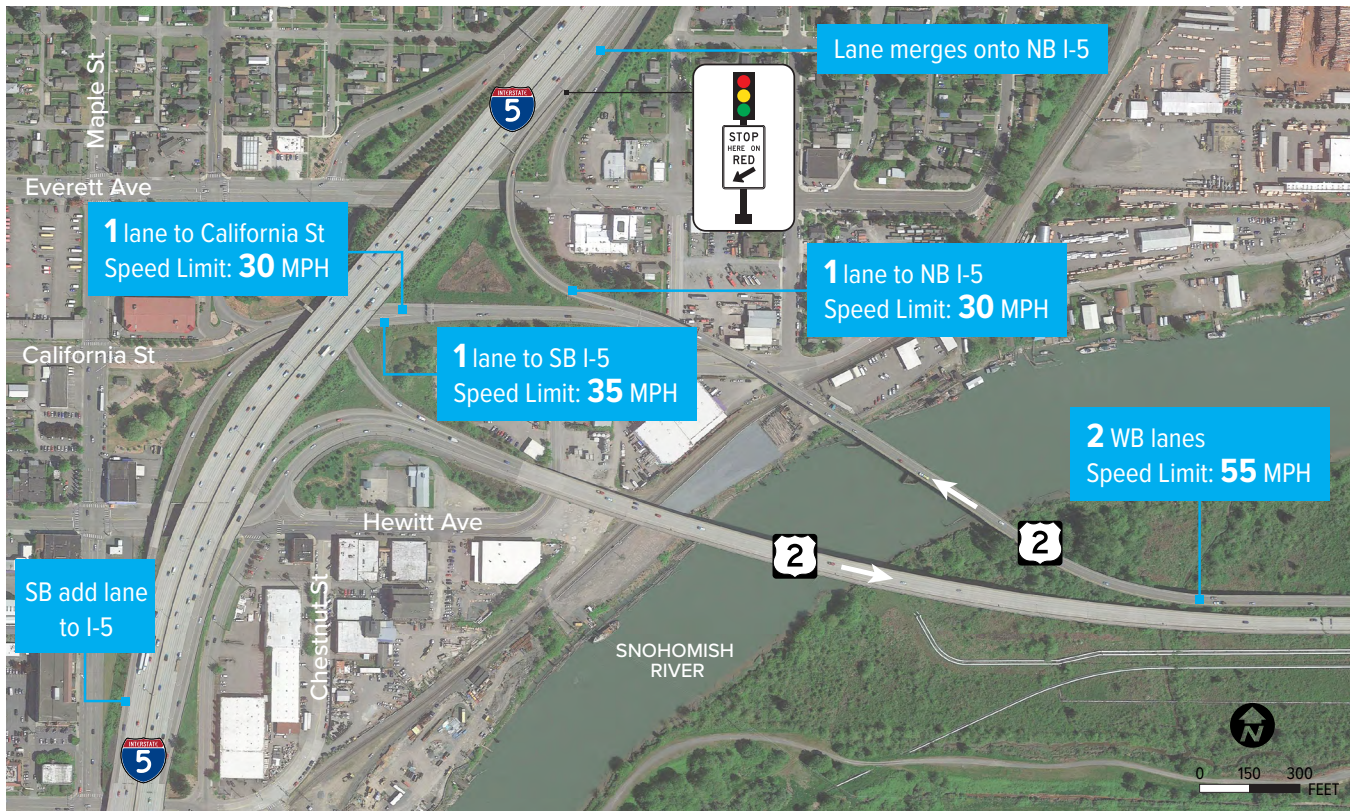 Lane merges onto NB I-5
Maple St
INTERSTATE
5
STOP
HERE ON
RED
Everett Ave
1 lane to California St
Speed Limit: 30 MPH
1 lane to NB I-5
Speed Limit: 30 MPH
California St
1 lane to SB I-5
Speed Limit: 35 MPH
2 WB lanes
Speed Limit: 55 MPH
Hewitt Ave
2
2
SB add lane
to I-5
Chestnut St
SNOHOMISH
RIVER
INTERSTATE
5
N
0 150 300
FEET